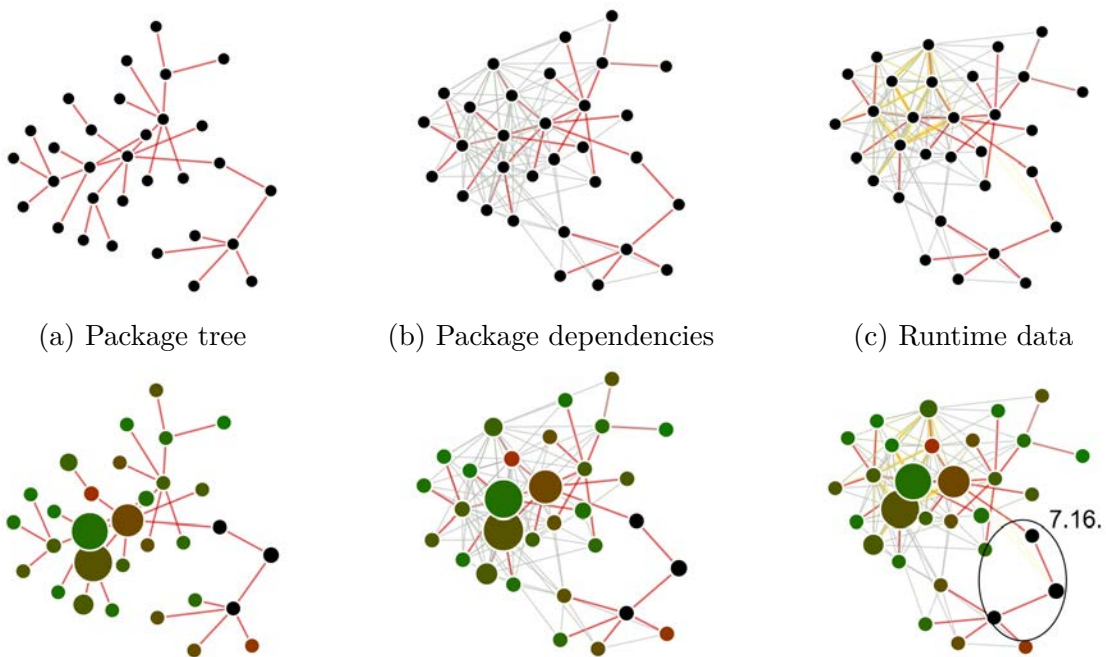 (a) Package tree
(b) Package dependencies
(c) Runtime data
7.16.